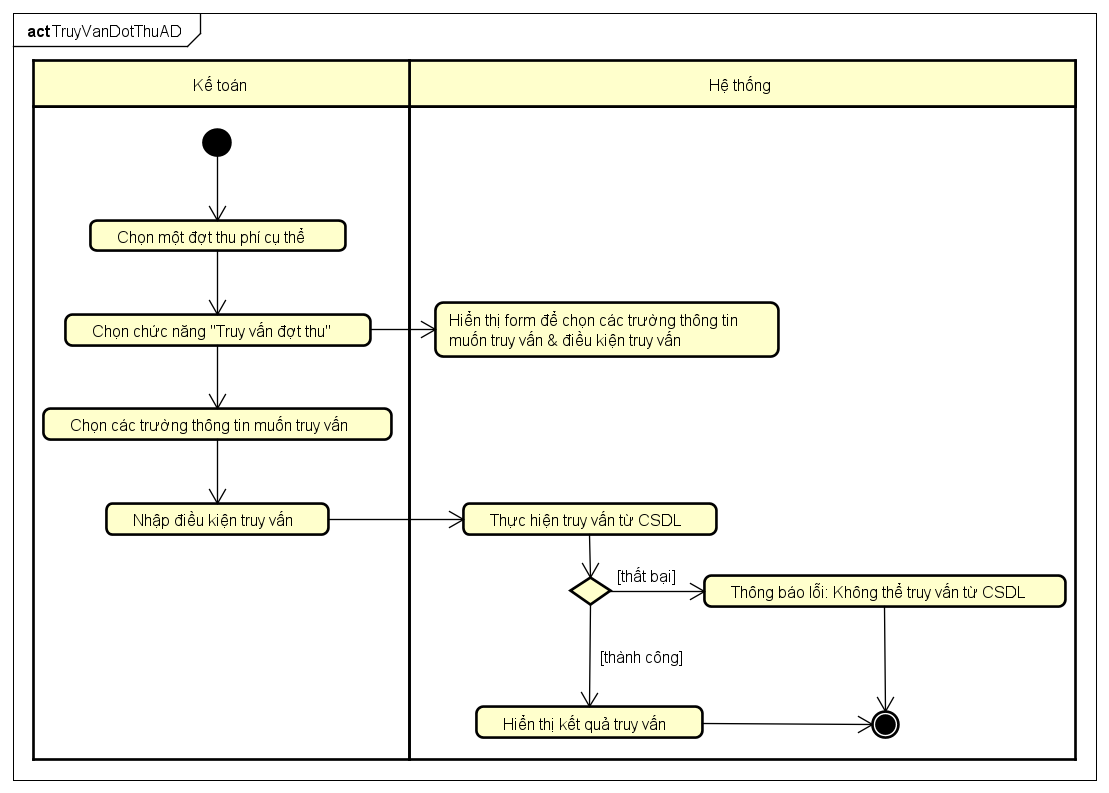 act TruyVanDotThuAD
Kế toán
Hệ thống
Chọn một đợt thu phí cụ thể
Chọn chức năng "Truy vấn đợt thu"
Hiển thị form để chọn các trường thông tin
muốn truy vấn & điều kiện truy vấn
Chọn các trường thông tin muốn truy vấn
Nhập điều kiện truy vấn
Thực hiện truy vấn từ CSDL
[thất bại]
Thông báo lỗi: Không thể truy vấn từ CSDL
[thành công]
Hiển thị kết quả truy vấn